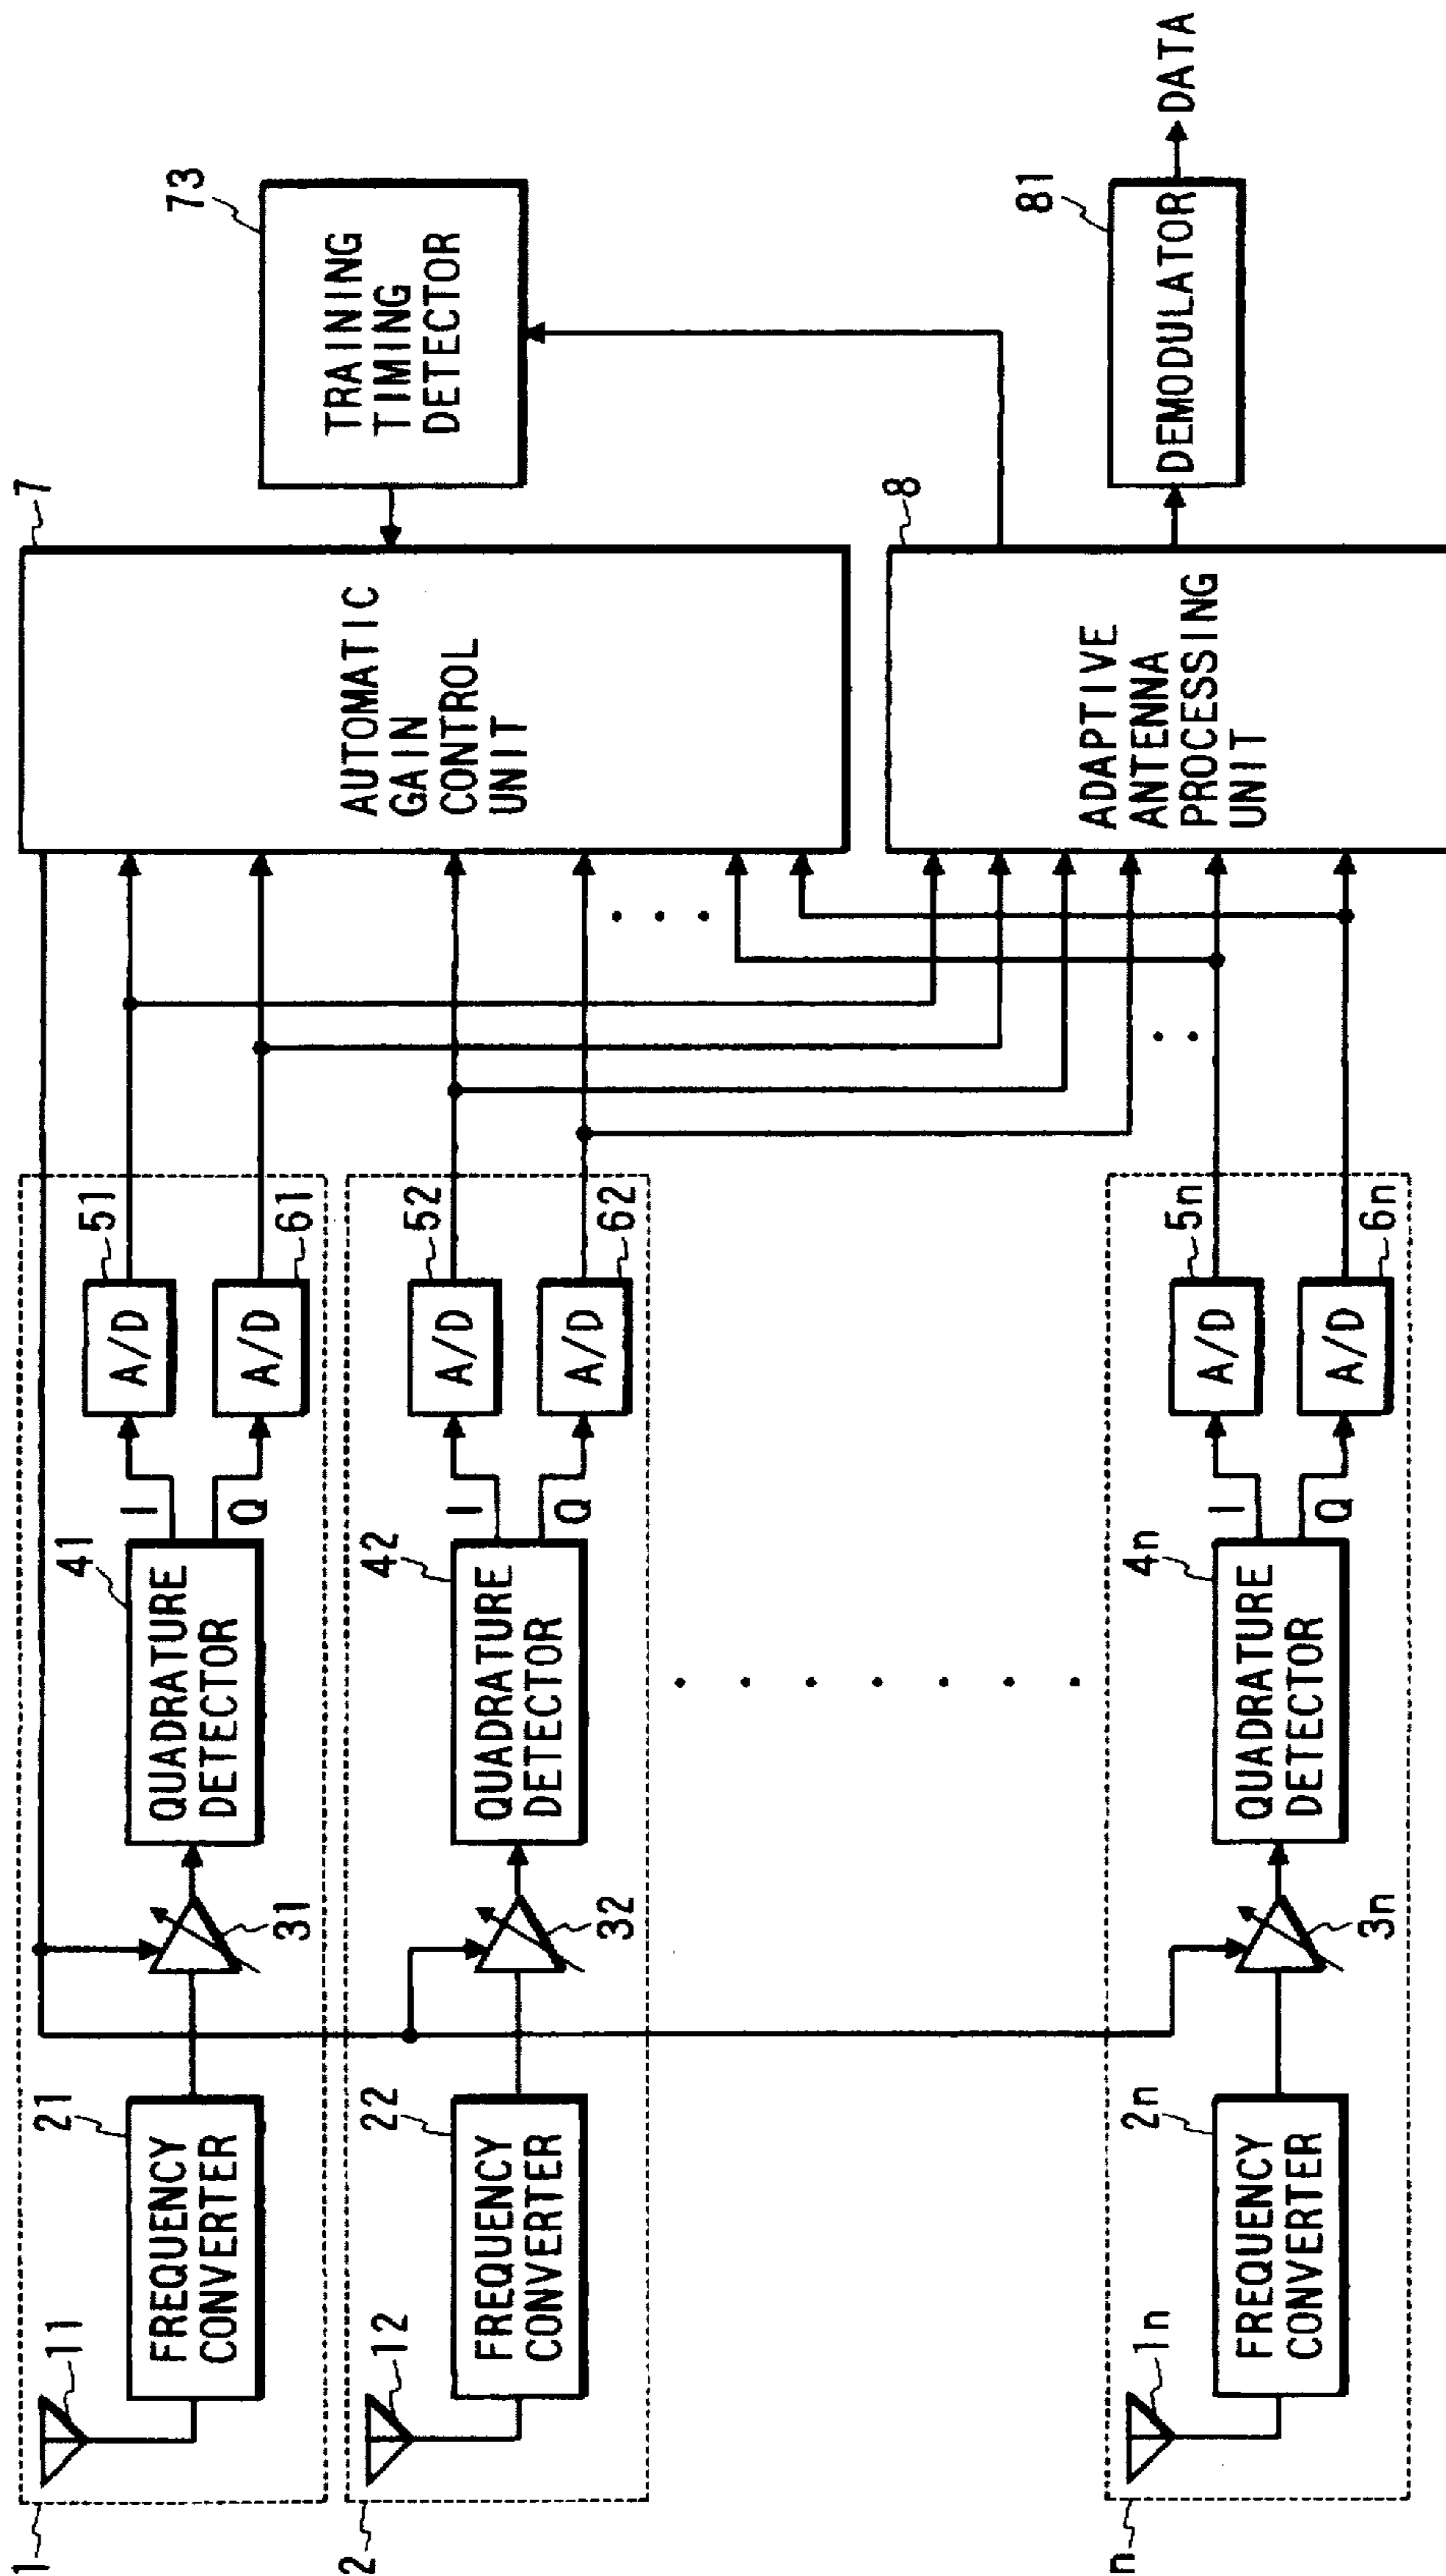 1
11
21
FREQUENCY
CONVERTER
31
41
QUADRATURE
DETECTOR
I
Q
51
A/D
61
A/D
2
12
22
FREQUENCY
CONVERTER
32
42
QUADRATURE
DETECTOR
I
Q
52
A/D
62
A/D
n
1n
2n
FREQUENCY
CONVERTER
3n
4n
QUADRATURE
DETECTOR
I
Q
5n
A/D
6n
A/D
7
AUTOMATIC
GAIN
CONTROL
UNIT
73
TRAINING
TIMING
DETECTOR
8
ADAPTIVE
ANTENNA
PROCESSING
UNIT
81
DEMODULATOR
DATA